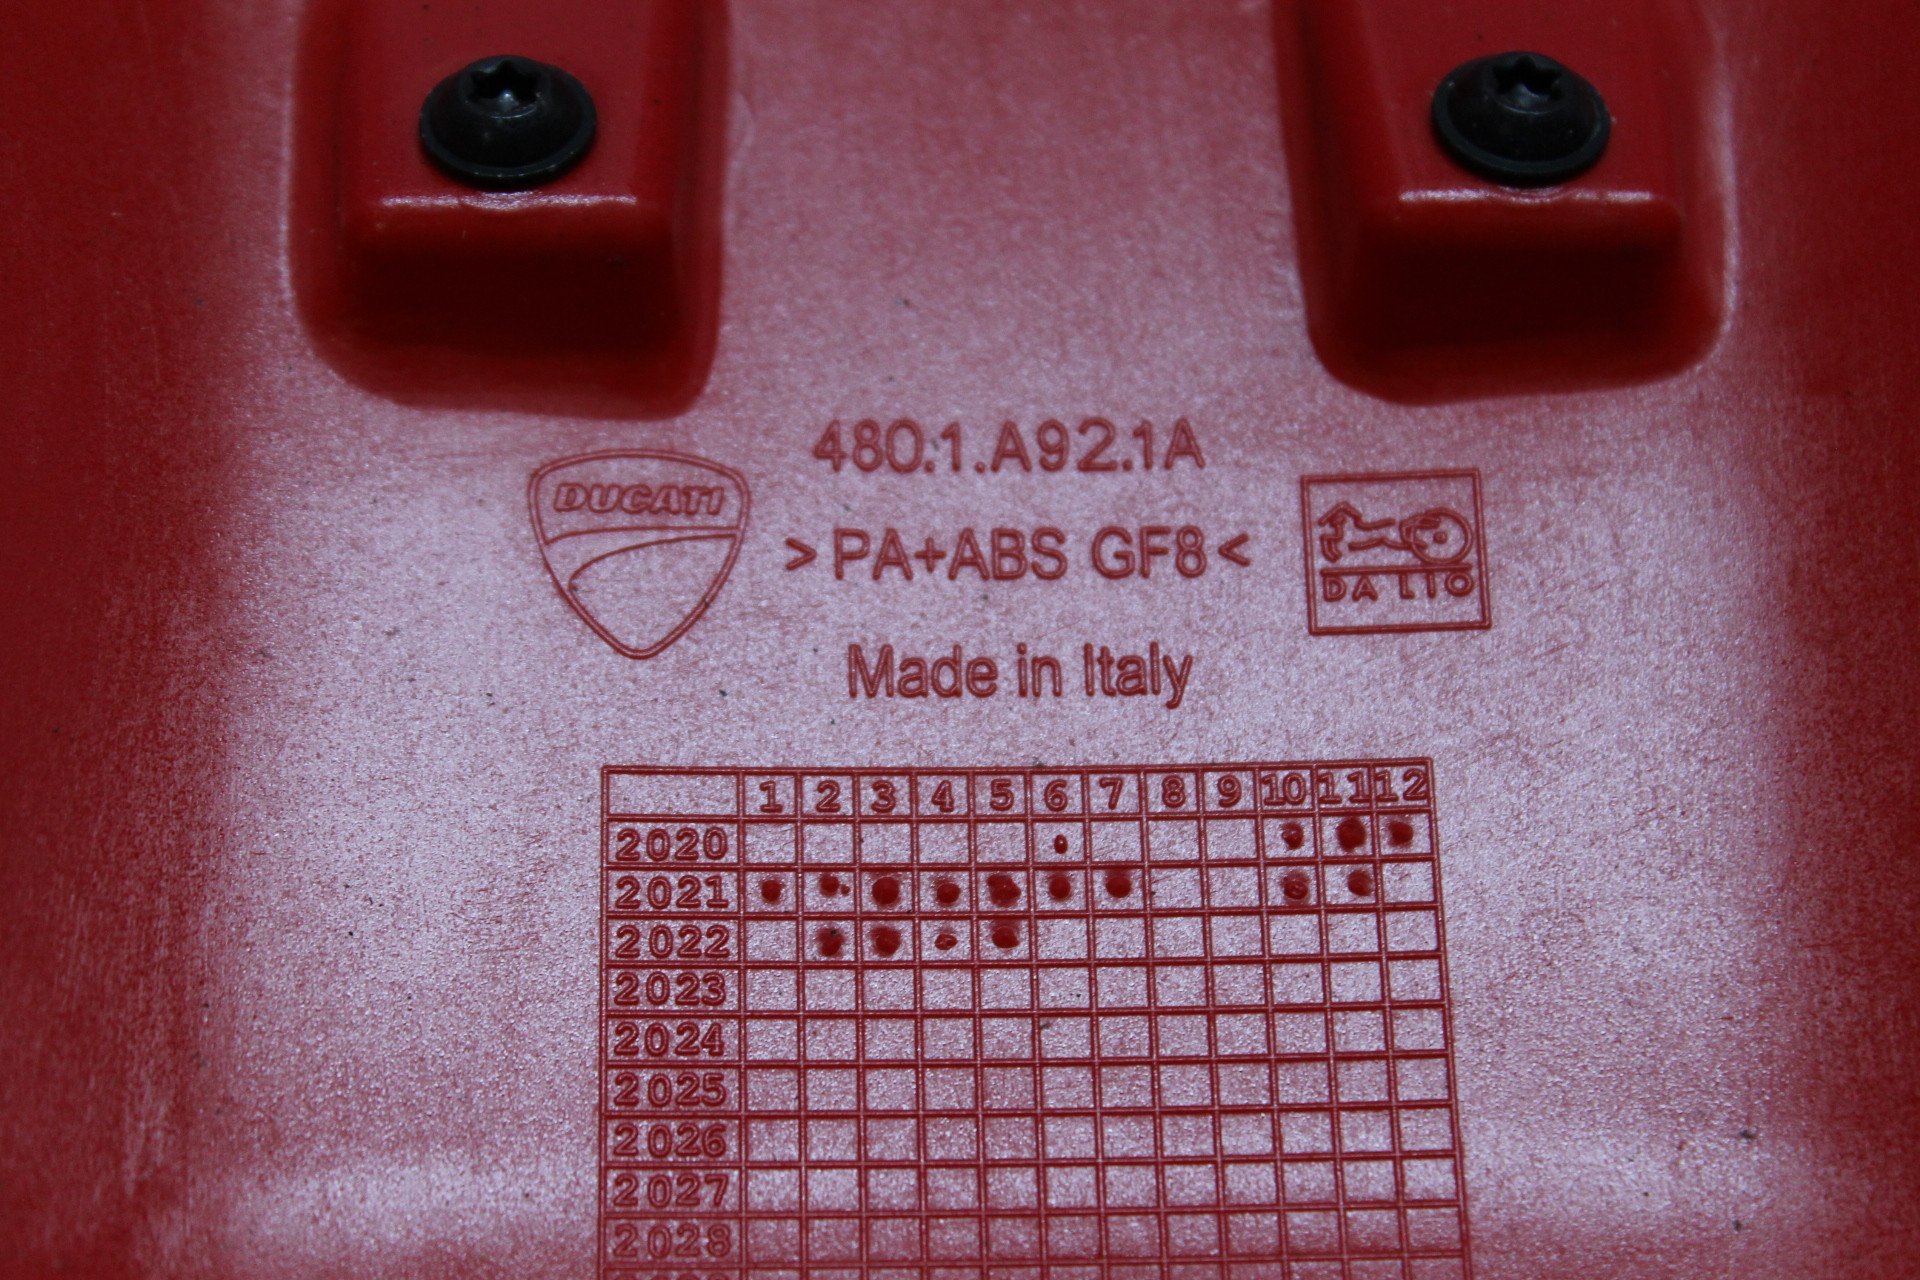 480.1.A92.1A
DUCATI
>PA+ABS GF8<
DA LIO
Made in Italy
1 2 3 4 5 6 7 8 9 10 11 12
2020
2021
2022
2023
2024
2025
2026
2027
2028